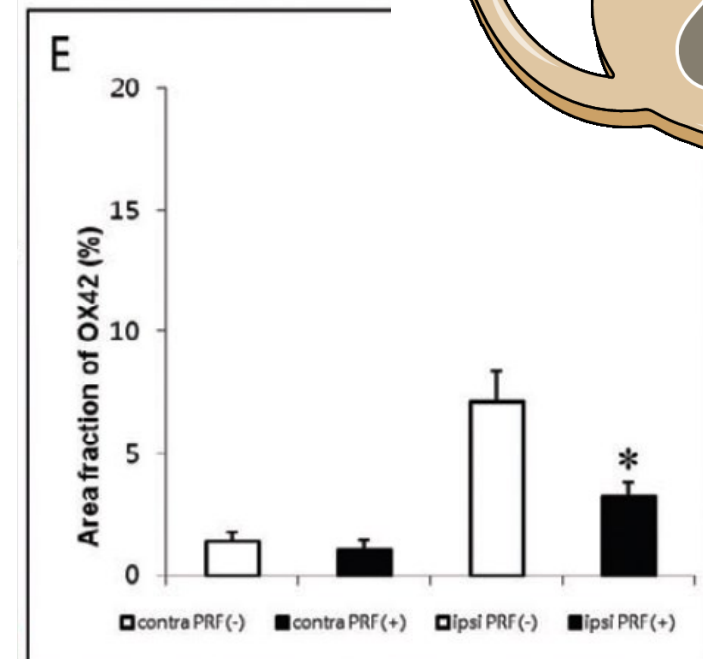 E
Area fraction of OX42 (%)
20
15
10
5
0
*
contra PRF(-) contra PRF(+) ipsi PRF(-) ipsi PRF(+)